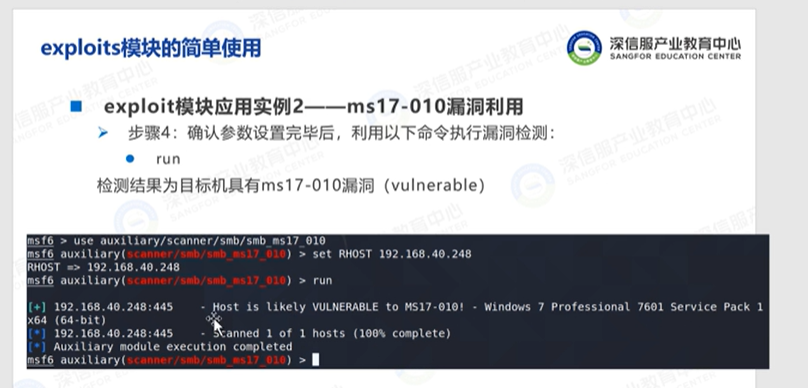 exploits模块的简单使用
深信服产业教育中心
SANGFOR EDUCATION CENTER
exploit模块应用实例2——ms17-010漏洞利用
步骤4：确认参数设置完毕后，利用以下命令执行漏洞检测：
run
检测结果为目标机具有ms17-010漏洞（vulnerable）
msf6 > use auxiliary/scanner/smb/smb_ms17_010
msf6 auxiliary(scanner/smb/smb_ms17_010) > set RHOST 192.168.40.248
RHOST => 192.168.40.248
msf6 auxiliary(scanner/smb/smb_ms17_010) > run
[+] 192.168.40.248:445 - Host is likely VULNERABLE to MS17-010! - Windows 7 Professional 7601 Service Pack 1
x64 (64-bit)
[*] 192.168.40.248:445 - Scanned 1 of 1 hosts (100% complete)
[*] Auxiliary module execution completed
msf6 auxiliary(scanner/smb/smb_ms17_010) >